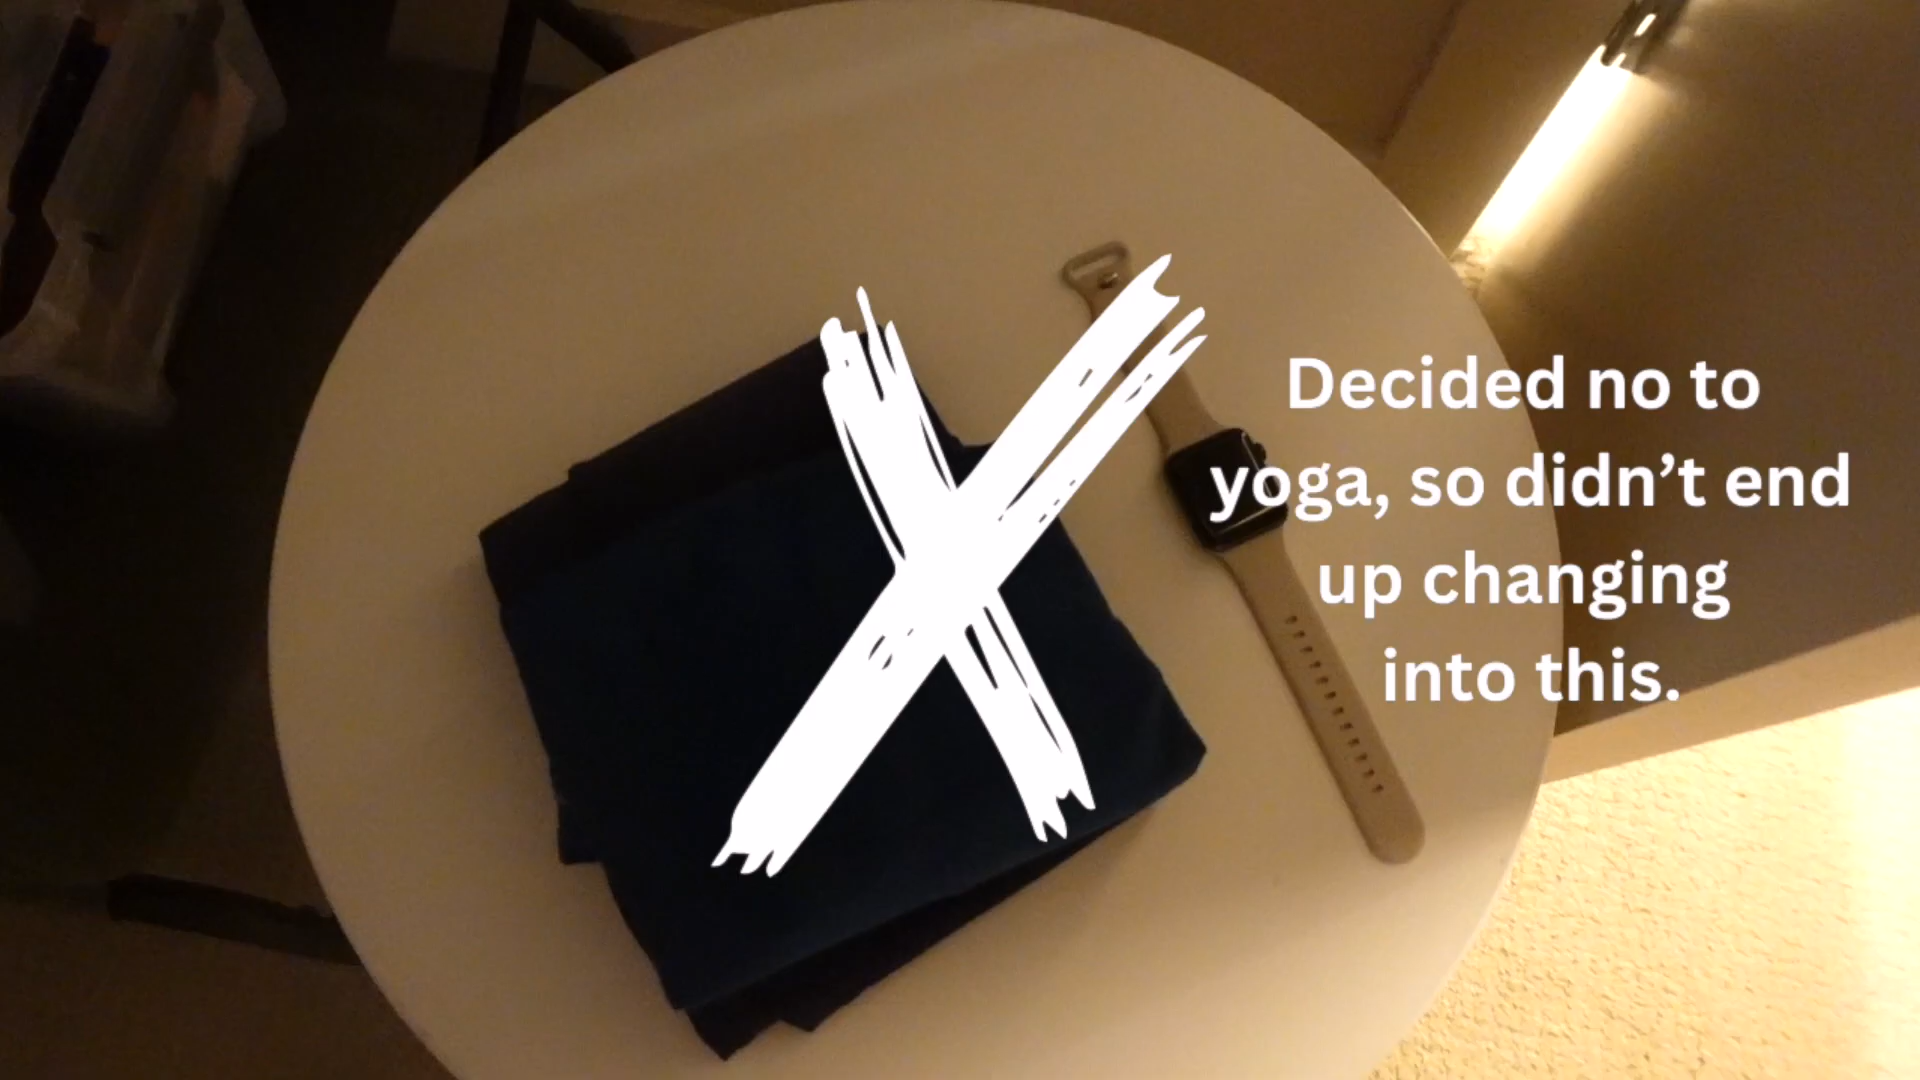 Decided no to
yoga, so didn’t end
up changing
into this.